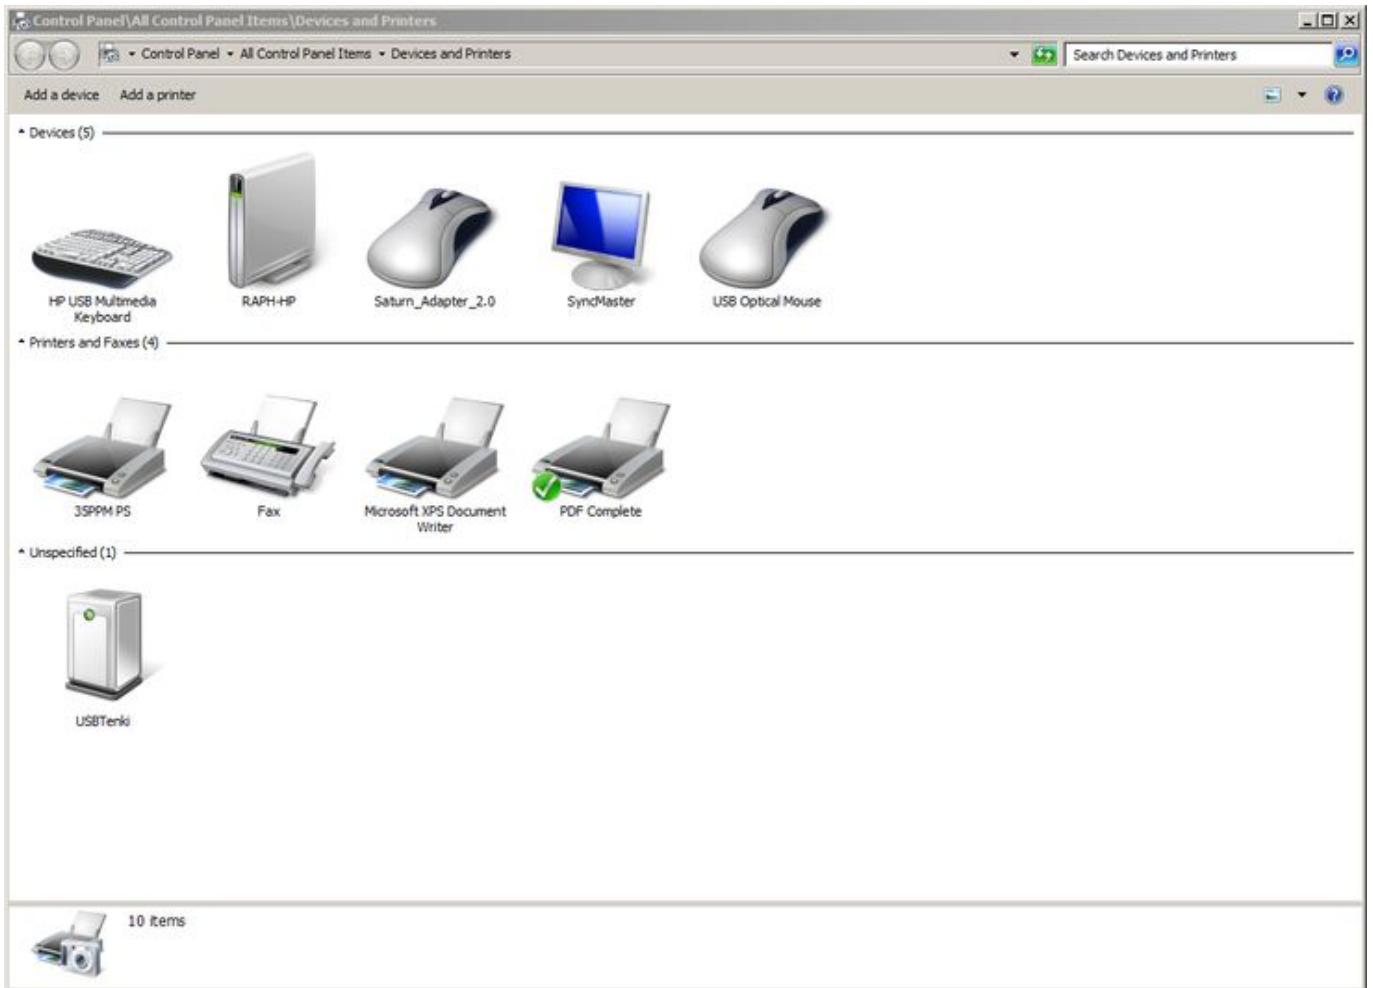 Control Panel\All Control Panel Items\Devices and Printers
Control Panel All Control Panel Items Devices and Printers
Search Devices and Printers
Add a device Add a printer
Devices (5)
HP USB Multimedia
Keyboard
RAPH-HP
Saturn_Adapter_2.0
SyncMaster
USB Optical Mouse
Printers and Faxes (4)
35PPM PS
Fax
Microsoft XPS Document
Writer
PDF Complete
Unspecified (1)
USBTenki
10 items